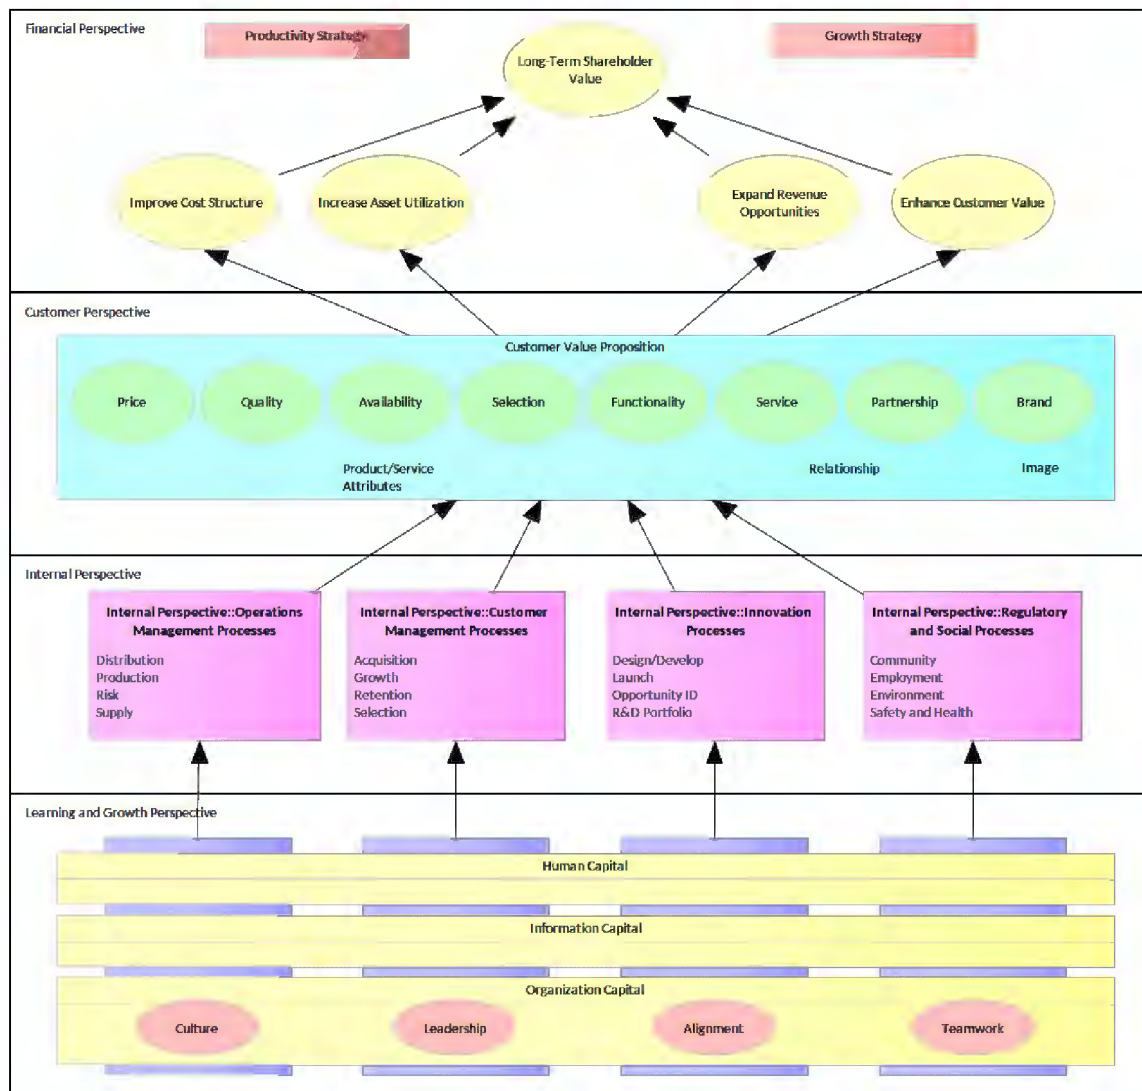 Financial Perspective
Productivity Strategy
Growth Strategy
Long-Term Shareholder
Value
Improve Cost Structure
Increase Asset Utilization
Expand Revenue
Opportunities
Enhance Customer Value
Customer Perspective
Customer Value Proposition
Price
Quality
Availability
Selection
Functionality
Service
Partnership
Brand
Product/Service
Attributes
Relationship
Image
Internal Perspective
Internal Perspective::Operations
Management Processes
Distribution
Production
Risk
Supply
Internal Perspective::Customer
Management Processes
Acquisition
Growth
Retention
Selection
Internal Perspective::Innovation
Processes
Design/Develop
Launch
Opportunity ID
R&D Portfolio
Internal Perspective::Regulatory
and Social Processes
Community
Employment
Environment
Safety and Health
Learning and Growth Perspective
Human Capital
Information Capital
Organization Capital
Culture
Leadership
Alignment
Teamwork